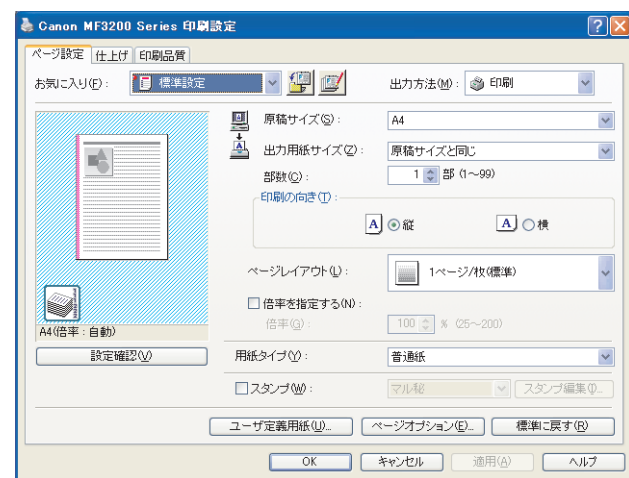 Canon MF3200 Series 印刷設定
ページ設定 仕上げ 印刷品質
お気に入り(F): 標準設定 出力方法(M): 印刷
原稿サイズ(S): A4
出力用紙サイズ(Z): 原稿サイズと同じ
部数(C): 1 部 (1~99)
印刷の向き(T):
A 縦 A 横
ページレイアウト(L): 1ページ/枚(標準)
倍率を指定する(N):
倍率(G): 100 % (25~200)
A4(倍率:自動)
設定確認(V) 用紙タイプ(Y): 普通紙
スタンプ(W): マル秘 スタンプ編集(I)...
ユーザ定義用紙(U)... ページオプション(E)... 標準に戻す(R)
OK キャンセル 適用(A) ヘルプ